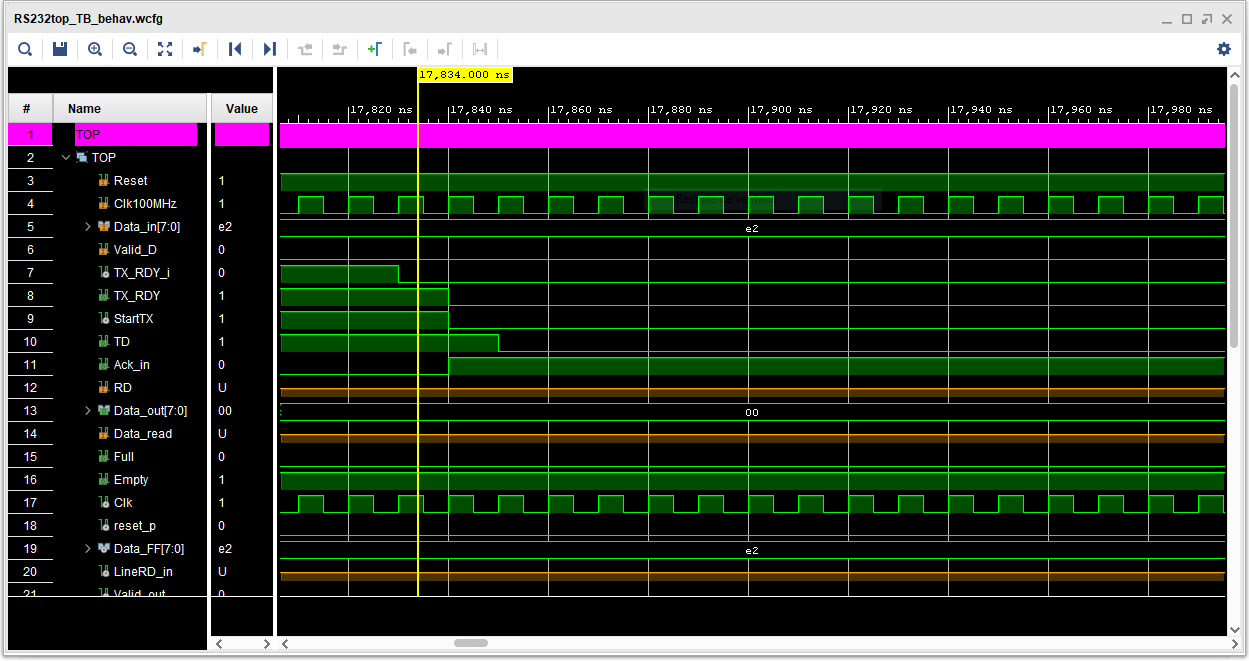 RS232top_TB_behav.wcfg
17,834.000 ns
17,820 ns 17,840 ns 17,860 ns 17,880 ns 17,900 ns 17,920 ns 17,940 ns 17,960 ns 17,980 ns
# Name Value
1 TOP
2 TOP
3 Reset 1
4 Clk100MHz 1
5 Data_in[7:0] e2 e2
6 Valid_D 0
7 TX_RDY_i 0
8 TX_RDY 1
9 StartTX 1
10 TD 1
11 Ack_in 0
12 RD U
13 Data_out[7:0] 00 00
14 Data_read U
15 Full 0
16 Empty 1
17 Clk 1
18 reset_p 0
19 Data_FF[7:0] e2 e2
20 LineRD_in U
21 Valid_out 0